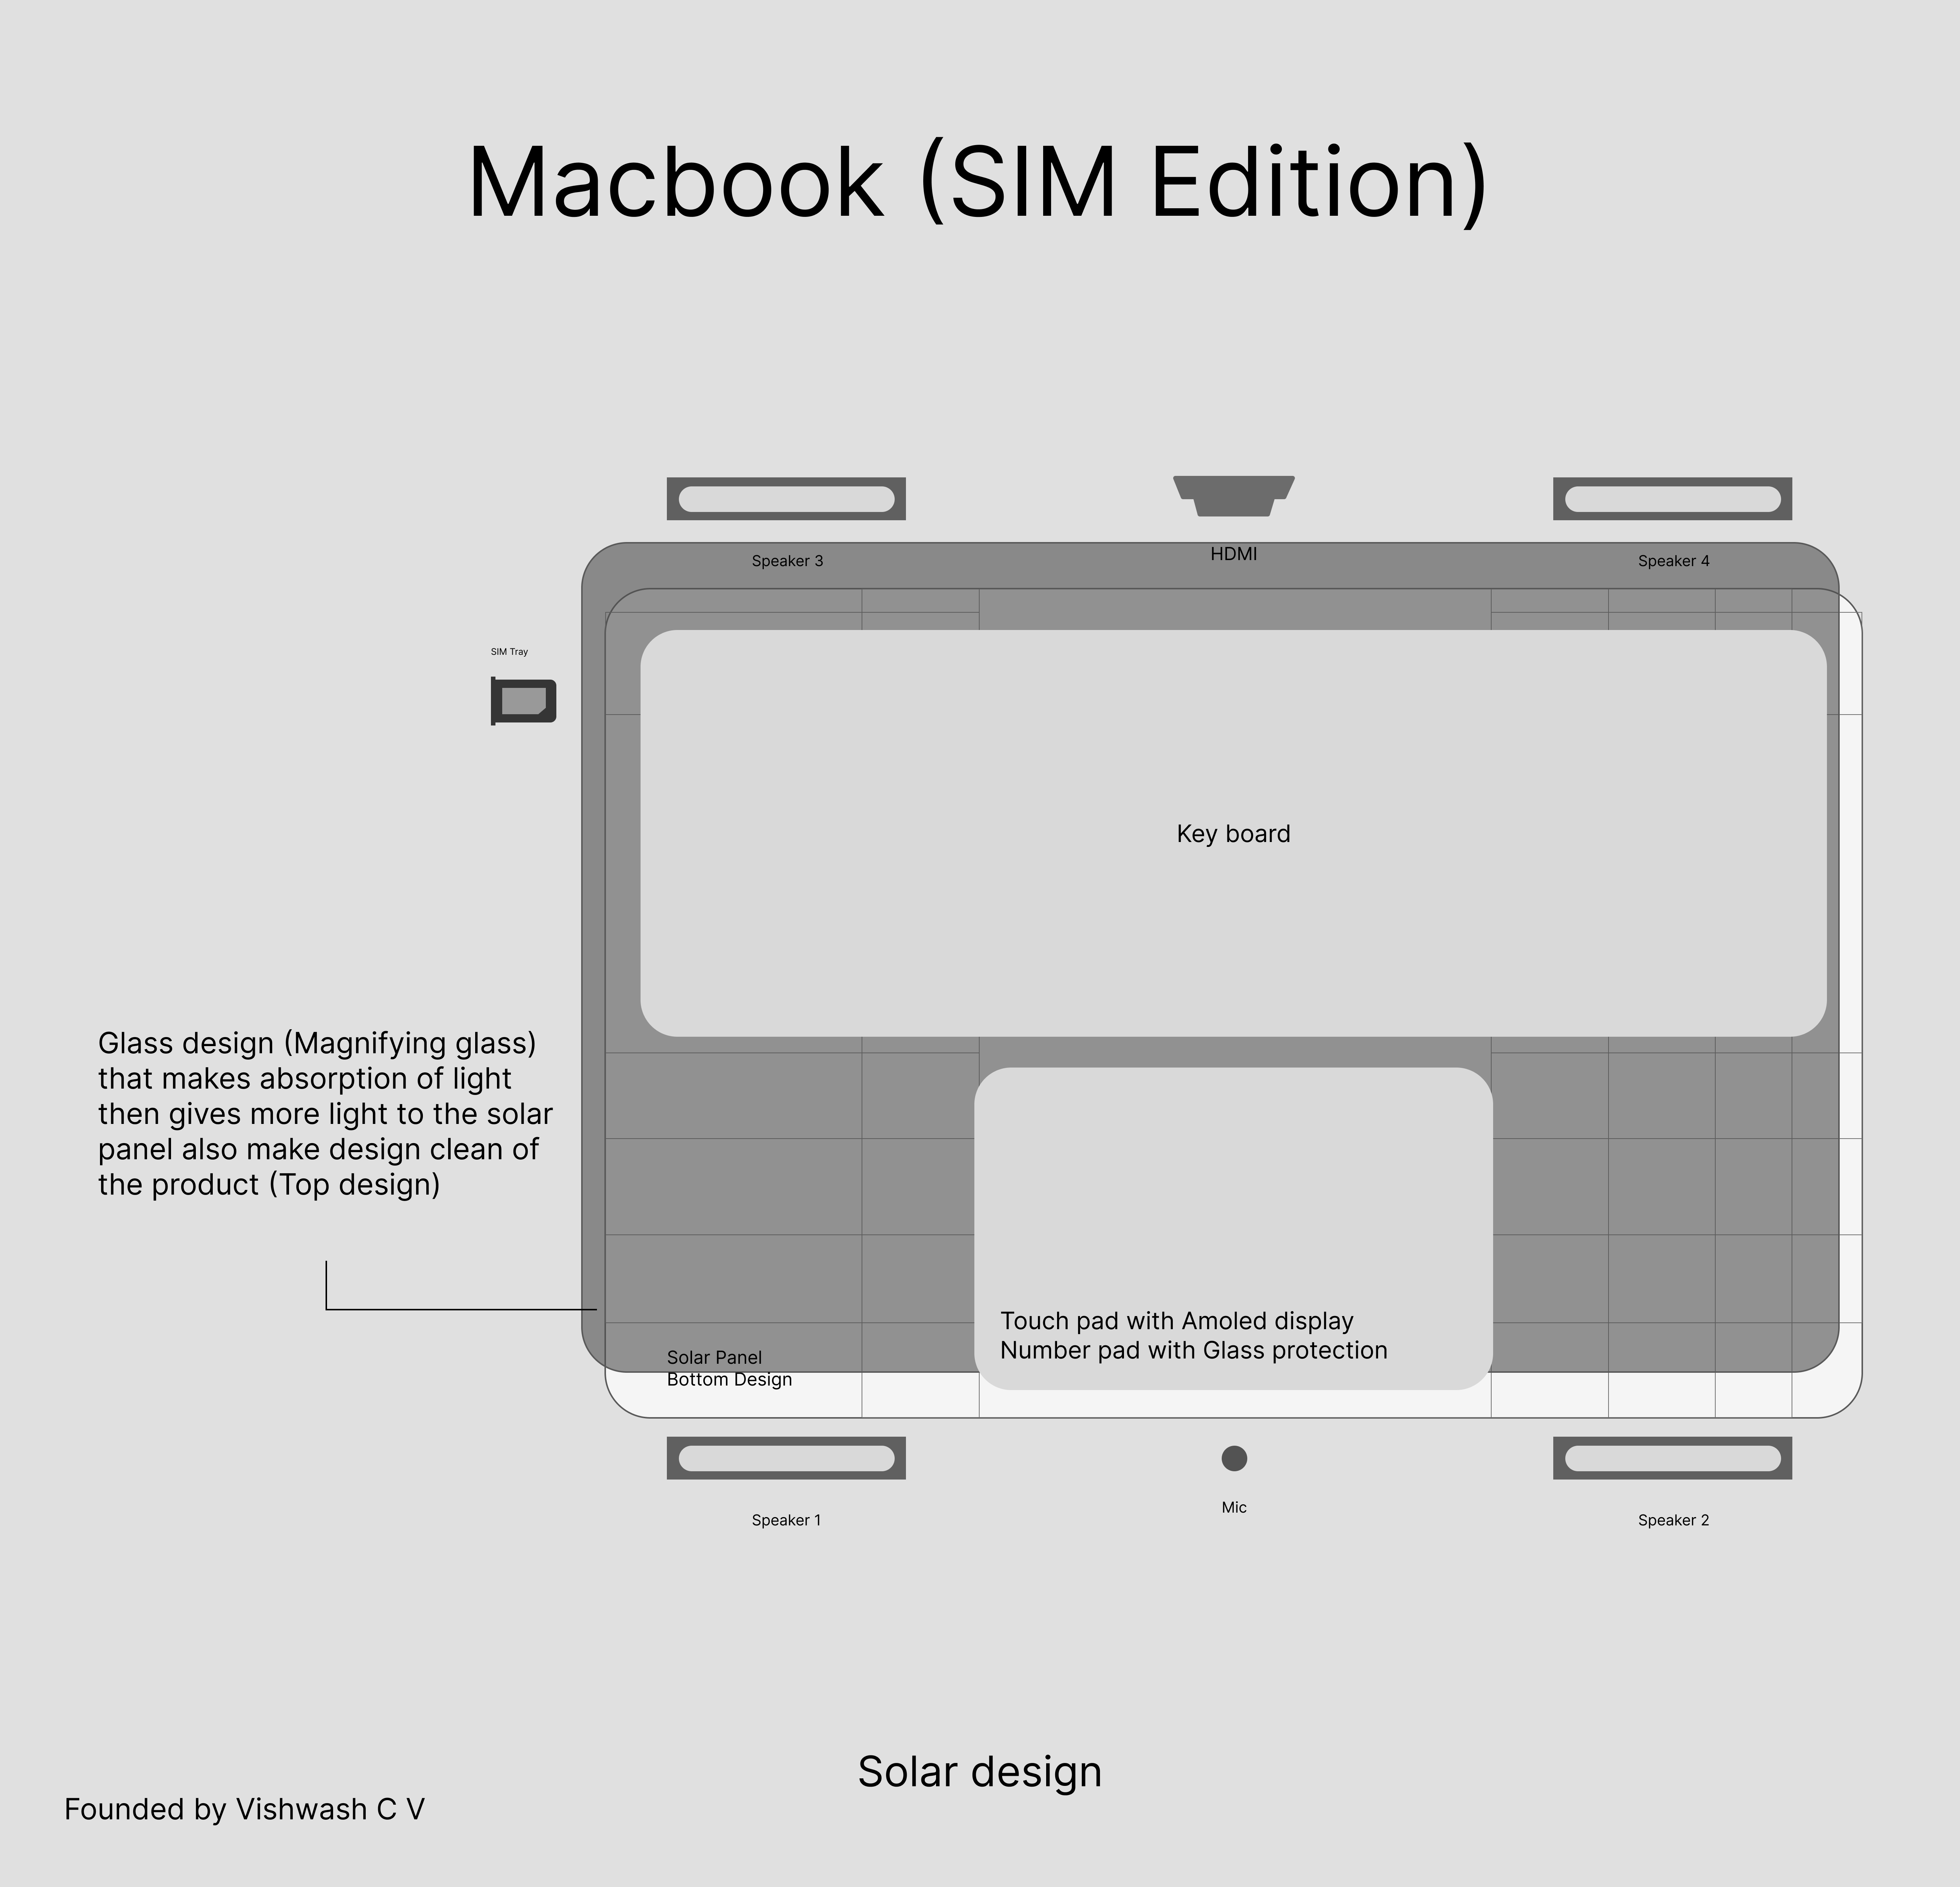 Macbook (SIM Edition)
Speaker 3
HDMI
Speaker 4
SIM Tray
Key board
Glass design (Magnifying glass)
that makes absorption of light
then gives more light to the solar
panel also make design clean of
the product (Top design)
Touch pad with Amoled display
Number pad with Glass protection
Solar Panel
Bottom Design
Speaker 1
Mic
Speaker 2
Solar design
Founded by Vishwash C V